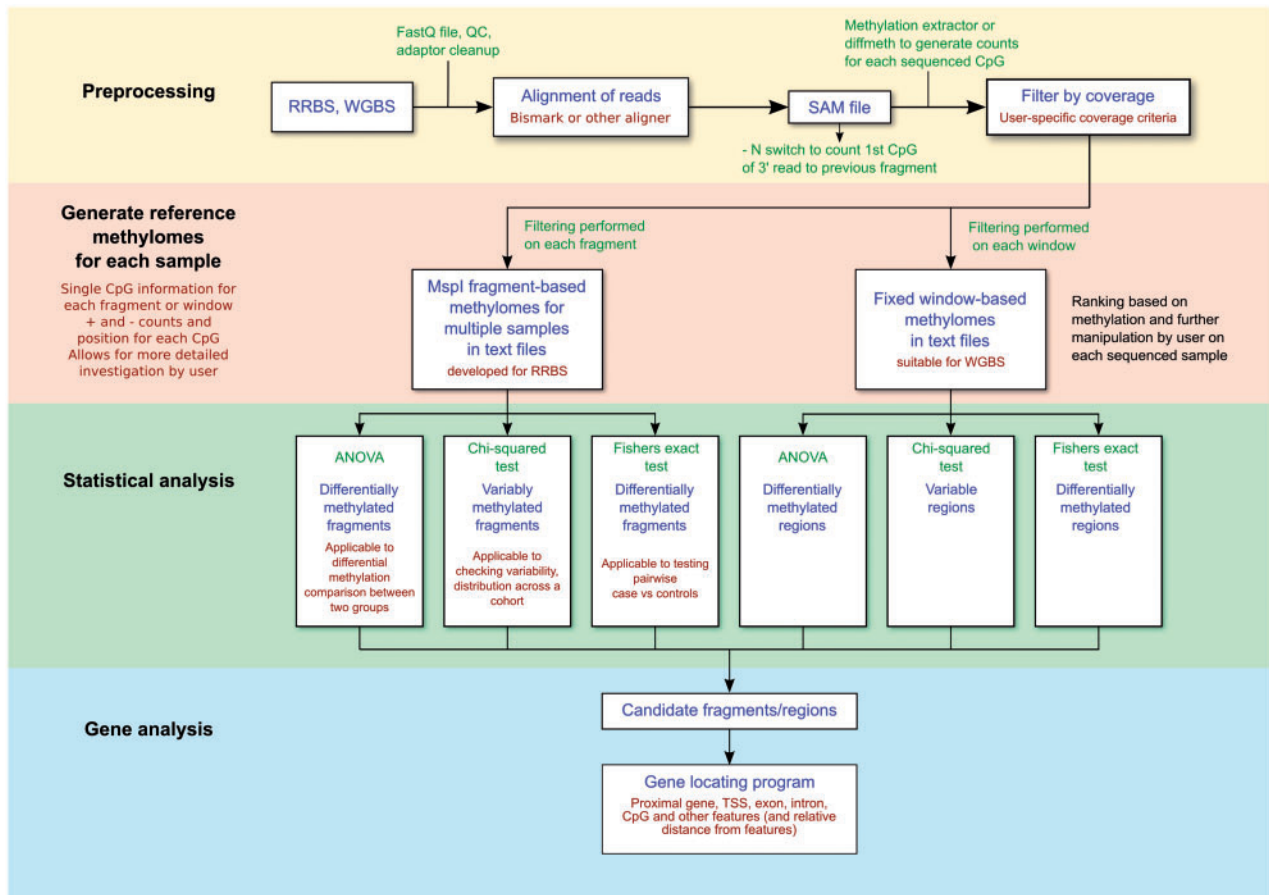 Preprocessing
FastQ file, QC,
adaptor cleanup
Methylation extractor or
diffmeth to generate counts
for each sequenced CpG
RRBS, WGBS
Alignment of reads
Bismark or other aligner
SAM file
Filter by coverage
User-specific coverage criteria
- N switch to count 1st CpG
of 3' read to previous fragment
Generate reference
methylomes
for each sample
Single CpG information for
each fragment or window
+ and - counts and
position for each CpG
Allows for more detailed
investigation by user
Filtering performed
on each fragment
Filtering performed
on each window
MspI fragment-based
methylomes for
multiple samples
in text files
developed for RRBS
Fixed window-based
methylomes
in text files
suitable for WGBS
Ranking based on
methylation and further
manipulation by user
on each sequenced sample
Statistical analysis
ANOVA
Differentially
methylated
fragments
Applicable to
differential
methylation
comparison between
two groups
Chi-squared
test
Variably
methylated
fragments
Applicable to
checking variability,
distribution across a
cohort
Fishers exact
test
Differentially
methylated
fragments
Applicable to testing
pairwise
case vs controls
ANOVA
Differentially
methylated
regions
Chi-squared
test
Variable
regions
Fishers exact
test
Differentially
methylated
regions
Gene analysis
Candidate fragments/regions
Gene locating program
Proximal gene, TSS, exon, intron,
CpG and other features (and relative
distance from features)